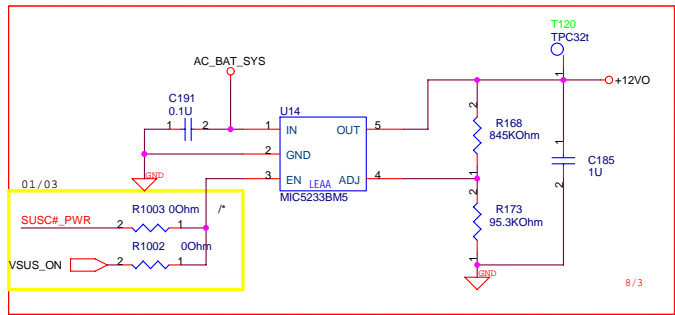 T120
TPC32t
AC_BAT_SYS
1
+12VO
C191
0.1U
1 2
U14
1 IN OUT 5
2 GND
3 EN LEAA ADJ 4
MIC5233BM5
2
R168
845KOhm
1
1
C185
1U
2
GND
01/03
SUSC#_PWR
2 R1003 0Ohm 1 /*
R1002 0Ohm
VSUS_ON 2 1
2
R173
95.3KOhm
1
GND
8/3